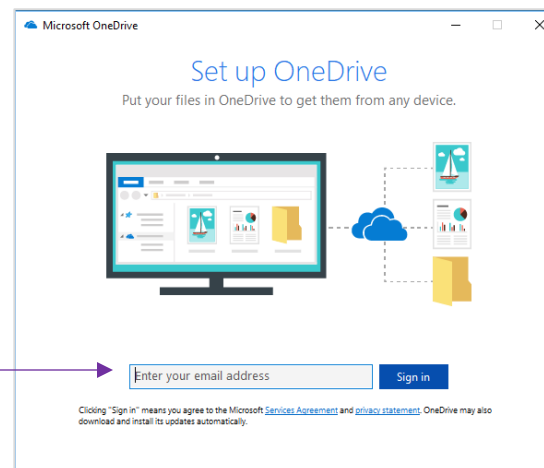 Microsoft OneDrive
Set up OneDrive
Put your files in OneDrive to get them from any device.
Enter your email address
Sign in
Clicking "Sign in" means you agree to the Microsoft Services Agreement and privacy statement. OneDrive may also
download and install its updates automatically.